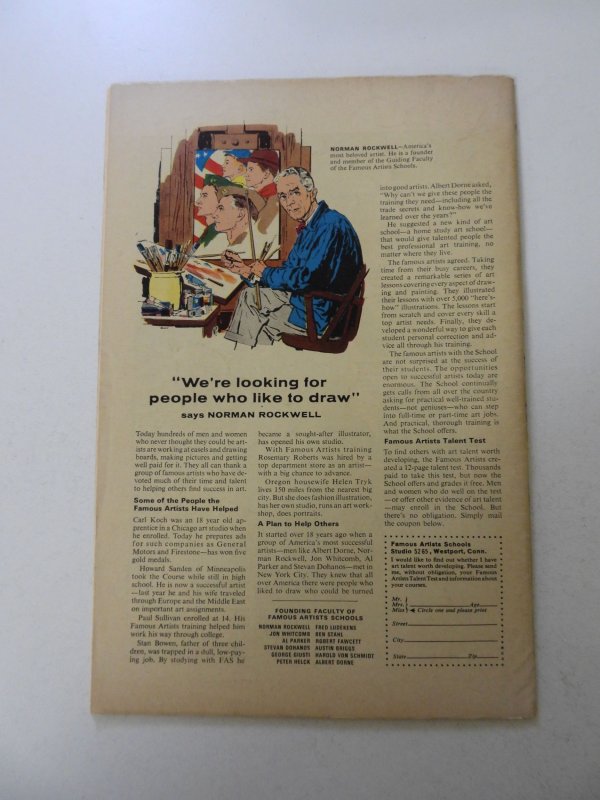 NORMAN ROCKWELL—America's
most beloved artist. He is a founder
and member of the Guiding Faculty
of the Famous Artists Schools.
"We're looking for
people who like to draw"
says NORMAN ROCKWELL
Today hundreds of men and women
who never thought they could be art-
ists are working at easels and drawing
boards, making pictures and getting
well paid for it. They all can thank a
group of famous artists who have de-
voted much of their time and talent
to helping others find success in art.
Some of the People the
Famous Artists Have Helped
Carl Koch was an 18 year old ap-
prentice in a Chicago art studio when
he enrolled. Today he prepares ads
for such companies as General
Motors and Firestone—has won five
gold medals.
Howard Sanden of Minneapolis
took the Course while still in high
school. He is now a successful artist
—last year he and his wife traveled
through Europe and the Middle East
on important art assignments.
Paul Sullivan enrolled at 14. His
Famous Artists training helped him
work his way through college.
Stan Bowen, father of three chil-
dren, was trapped in a dull, low-pay-
ing job. By studying with FAS he
became a sought-after illustrator,
has opened his own studio.
With Famous Artists training
Rosemary Roberts was hired by a
top department store as an artist—
with a big chance to advance.
Oregon housewife Helen Tryk
lives 150 miles from the nearest big
city. But she does fashion illustration,
has her own studio, runs an art work-
shop, does portraits.
A Plan to Help Others
It started over 18 years ago when a
group of America's most successful
artists—men like Albert Dorne, Nor-
man Rockwell, Jon Whitcomb, Al
Parker and Stevan Dohanos—met in
New York City. They knew that all
over America there were people who
liked to draw who could be turned
into good artists. Albert Dorne asked,
"Why can't we give these people the
training they need—including all the
trade secrets and know-how we've
learned over the years?"
He suggested a new kind of art
school—a home study art school—
that would give talented people the
best professional art training, no
matter where they live.
The famous artists agreed. Taking
time from their busy careers, they
created a remarkable series of art
lessons covering every aspect of draw-
ing and painting. They illustrated
their lessons with over 5,000 "here's-
how" illustrations. The lessons start
from scratch and cover every skill a
top artist needs. Finally, they de-
veloped a wonderful way to give each
student personal correction and ad-
vice all through his training.
The famous artists with the School
are not surprised at the success of
their students. The opportunities
open to successful artists today are
enormous. The School continually
gets calls from all over the country
asking for practical well-trained stu-
dents—not geniuses—who can step
into full-time or part-time art jobs.
And practical, thorough training is
what the School offers.
Famous Artists Talent Test
To find others with art talent worth
developing, the Famous Artists cre-
ated a 12-page talent test. Thousands
paid to take this test, but now the
School offers and grades it free. Men
and women who do well on the test
—or offer other evidence of art talent
—may enroll in the School. But
there's no obligation. Simply mail
the coupon below.
FOUNDING FACULTY OF
FAMOUS ARTISTS SCHOOLS
NORMAN ROCKWELL FRED LUDEKENS
JON WHITCOMB BEN STAHL
AL PARKER ROBERT FAWCETT
STEVAN DOHANOS AUSTIN BRIGGS
GEORGE GIUSTI HAROLD VON SCHMIDT
PETER HELCK ALBERT DORNE
Famous Artists Schools
Studio 5265, Westport, Conn.
I would like to find out whether I have
art talent worth developing. Please send
me, without obligation, your Famous
Artists Talent Test and information about
your courses.
Mr.
Mrs. Age
Miss Circle one and please print
Street
City
State Zip